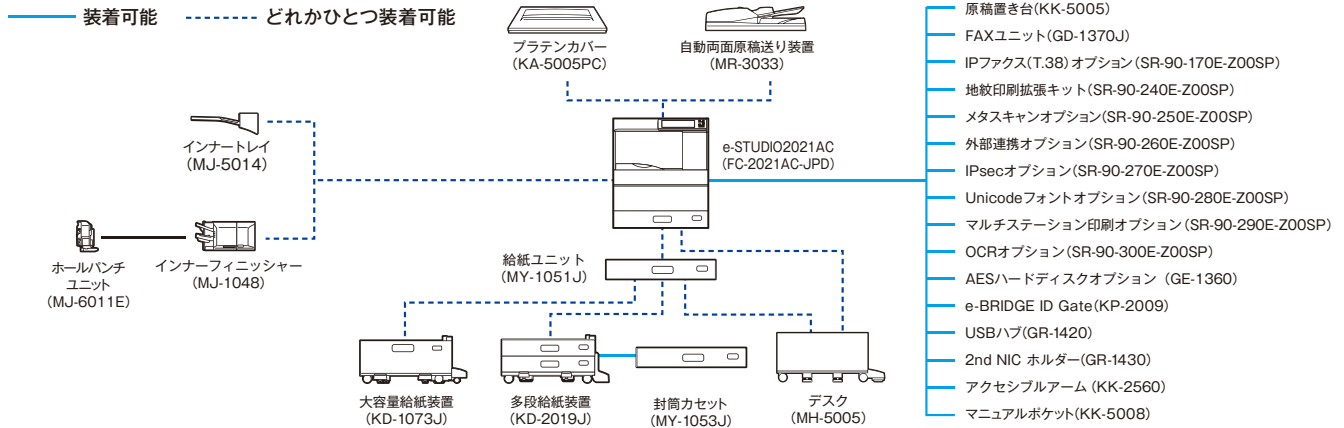 装着可能
どれかひとつ装着可能
プラテンカバー
(KA-5005PC)
自動両面原稿送り装置
(MR-3033)
インナートレイ
(MJ-5014)
e-STUDIO2021AC
(FC-2021AC-JPD)
ホールパンチ
ユニット
(MJ-6011E)
インナーフィニッシャー
(MJ-1048)
給紙ユニット
(MY-1051J)
大容量給紙装置
(KD-1073J)
多段給紙装置
(KD-2019J)
封筒カセット
(MY-1053J)
デスク
(MH-5005)
原稿置き台(KK-5005)
FAXユニット(GD-1370J)
IPファクス(T.38)オプション(SR-90-170E-Z00SP)
地紋印刷拡張キット(SR-90-240E-Z00SP)
メタスキャンオプション(SR-90-250E-Z00SP)
外部連携オプション(SR-90-260E-Z00SP)
IPsecオプション(SR-90-270E-Z00SP)
Unicodeフォントオプション(SR-90-280E-Z00SP)
マルチステーション印刷オプション(SR-90-290E-Z00SP)
OCRオプション(SR-90-300E-Z00SP)
AESハードディスクオプション (GE-1360)
e-BRIDGE ID Gate(KP-2009)
USBハブ(GR-1420)
2nd NIC ホルダー(GR-1430)
アクセシブルアーム(KK-2560)
マニュアルポケット(KK-5008)